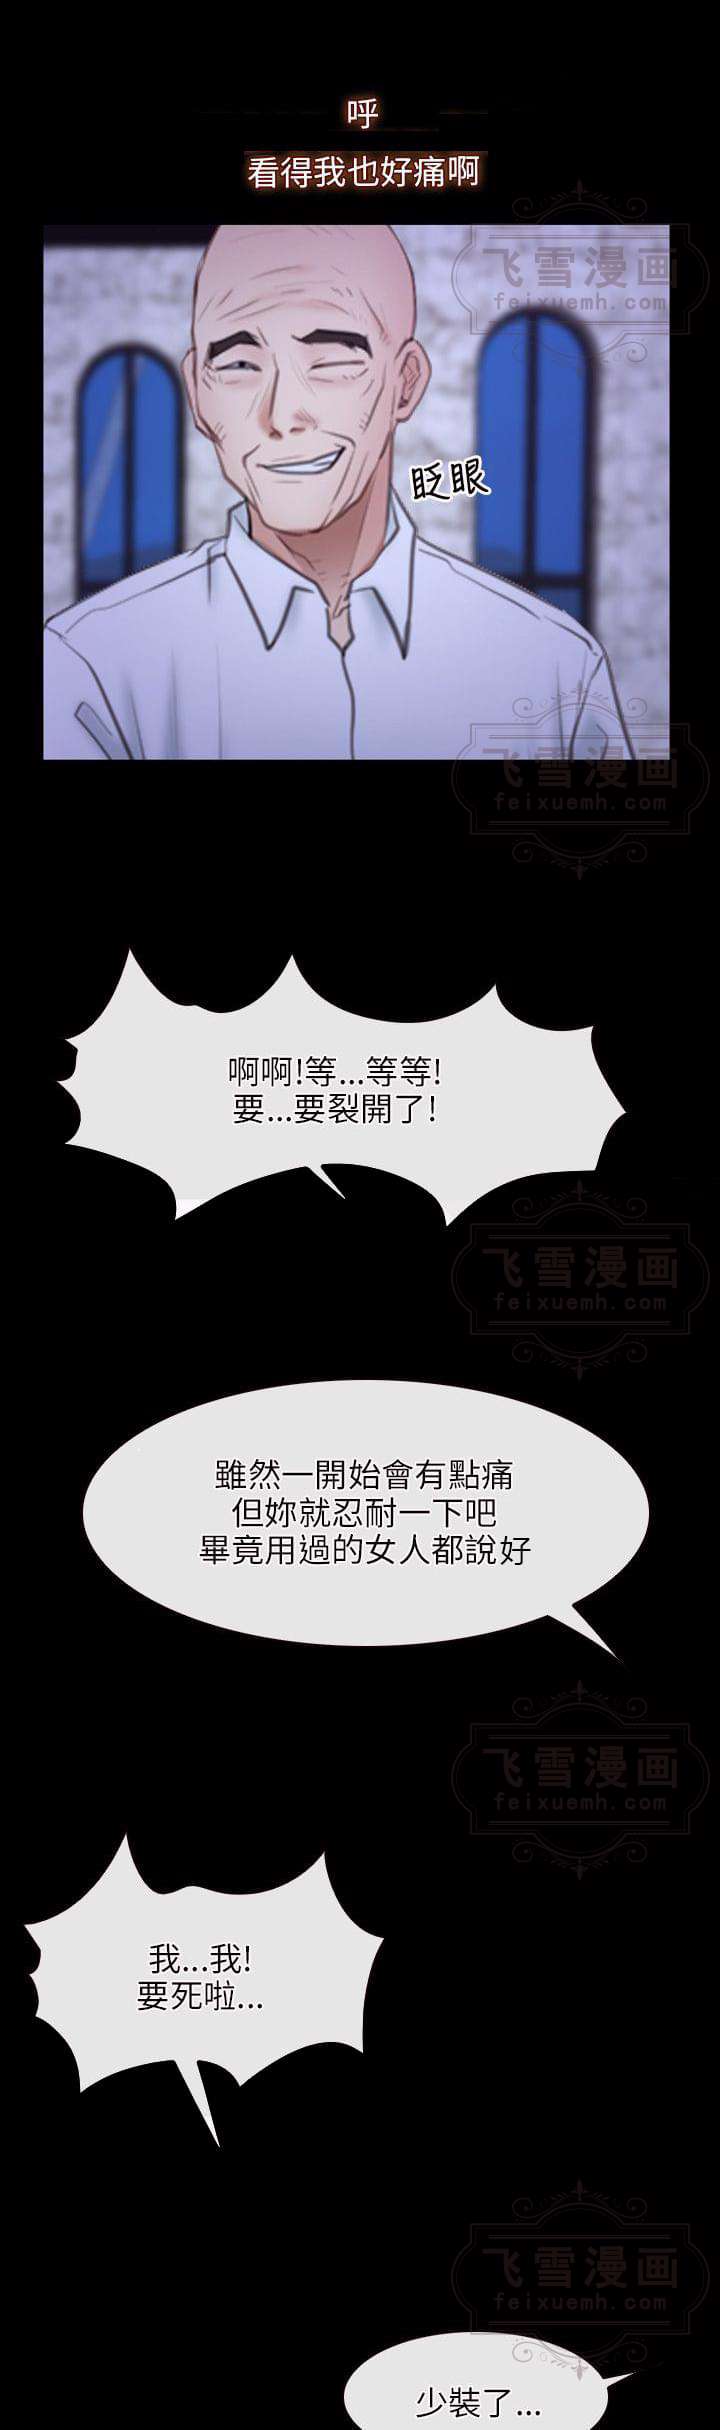 呼
看得我也好痛啊
飞雪漫画
feixuemh.com
眨眼
飞雪漫画
feixuemh.com
啊啊!等...等等!
要...要裂開了!
飞雪漫画
feixuemh.com
雖然一開始會有點痛
但妳就忍耐一下吧
畢竟用過的女人都說好
飞雪漫画
feixuemh.com
我...我!
要死啦...
飞雪漫画
feixuemh.com
少裝了...